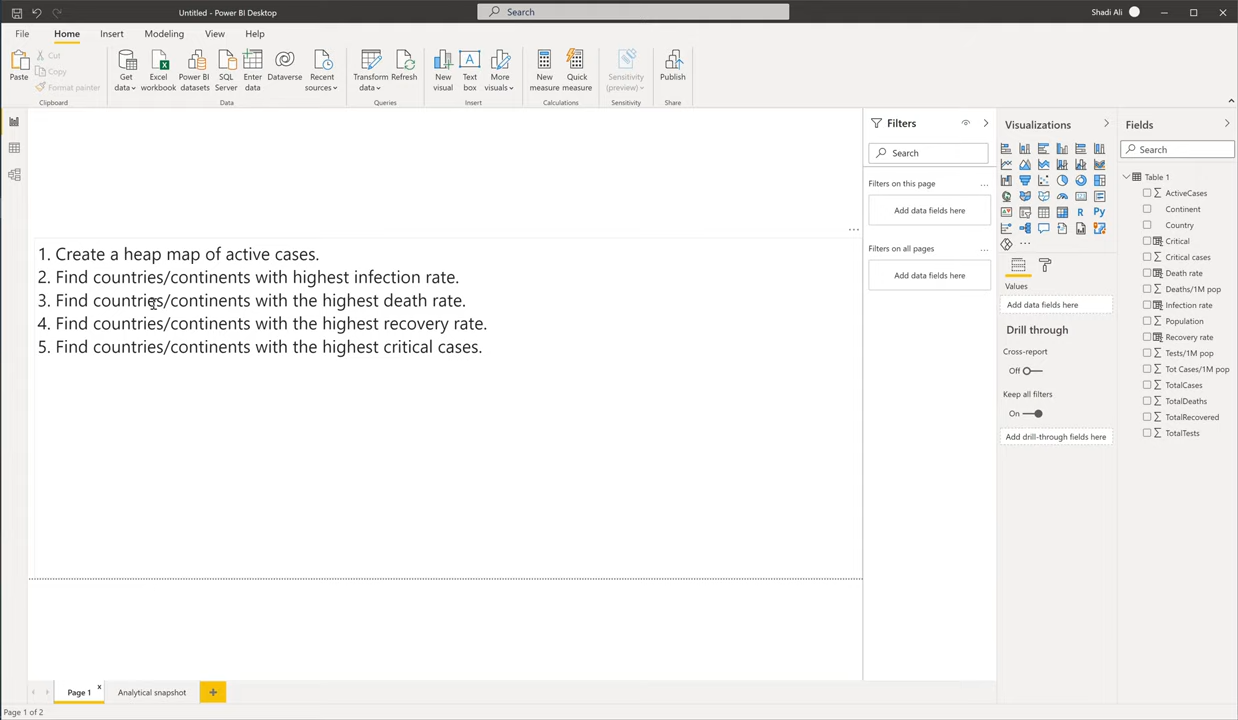 Untitled - Power BI Desktop
Search
Shadi Ali
File
Home
Insert
Modeling
View
Help
Paste
Cut
Copy
Format painter
Clipboard
Get data
Excel workbook
Power BI datasets
SQL Server
Enter data
Dataverse
Recent sources
Data
Transform data
Refresh
Queries
New visual
A
Text box
More visuals
Insert
New measure
Quick measure
Calculations
Sensitivity (preview)
Sensitivity
Publish
Share
1. Create a heap map of active cases.
2. Find countries/continents with highest infection rate.
3. Find countries/continents with the highest death rate.
4. Find countries/continents with the highest recovery rate.
5. Find countries/continents with the highest critical cases.
Filters
Search
Filters on this page
Add data fields here
Filters on all pages
Add data fields here
Visualizations
R
Py
Values
Add data fields here
Drill through
Cross-report
Off
Keep all filters
On
Add drill-through fields here
Fields
Search
Table 1
ActiveCases
Continent
Country
Critical
Critical cases
Death rate
Deaths/1M pop
Infection rate
Population
Recovery rate
Tests/1M pop
Tot Cases/1M pop
TotalCases
TotalDeaths
TotalRecovered
TotalTests
Page 1
x
Analytical snapshot
+
Page 1 of 2